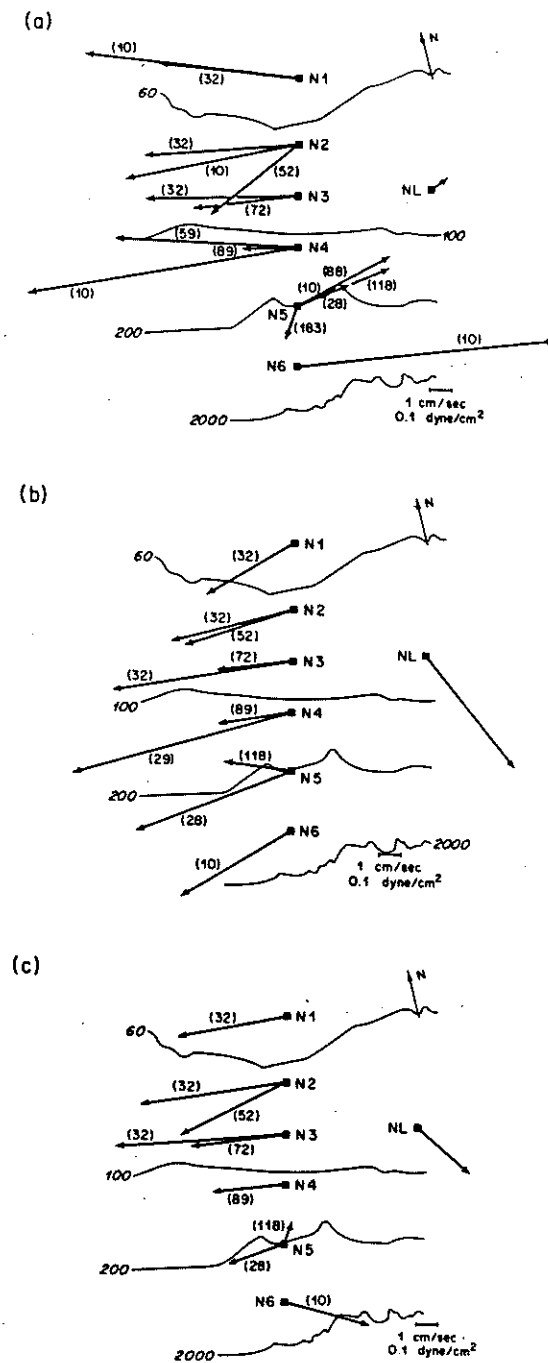 (a)
N
(10)
(32)
N1
60
(32)
N2
(10)
(52)
(32)
N3
(72)
NL
(59)
100
(89)
N4
(10)
(88)
(10)
(118)
(28)
N5
200
(183)
(10)
N6
2000
1 cm/sec
0.1 dyne/cm²
(b)
N
60
N1
(32)
(32)
N2
(52)
(72)
N3
NL
(32)
100
(89)
N4
(29)
(118)
N5
200
(28)
N6
(10)
2000
1 cm/sec
0.1 dyne/cm²
(c)
N
60
(32)
N1
(32)
N2
(52)
(32)
N3
NL
(72)
100
(89)
N4
(118)
N5
200
(28)
N6
(10)
2000
1 cm/sec
0.1 dyne/cm²